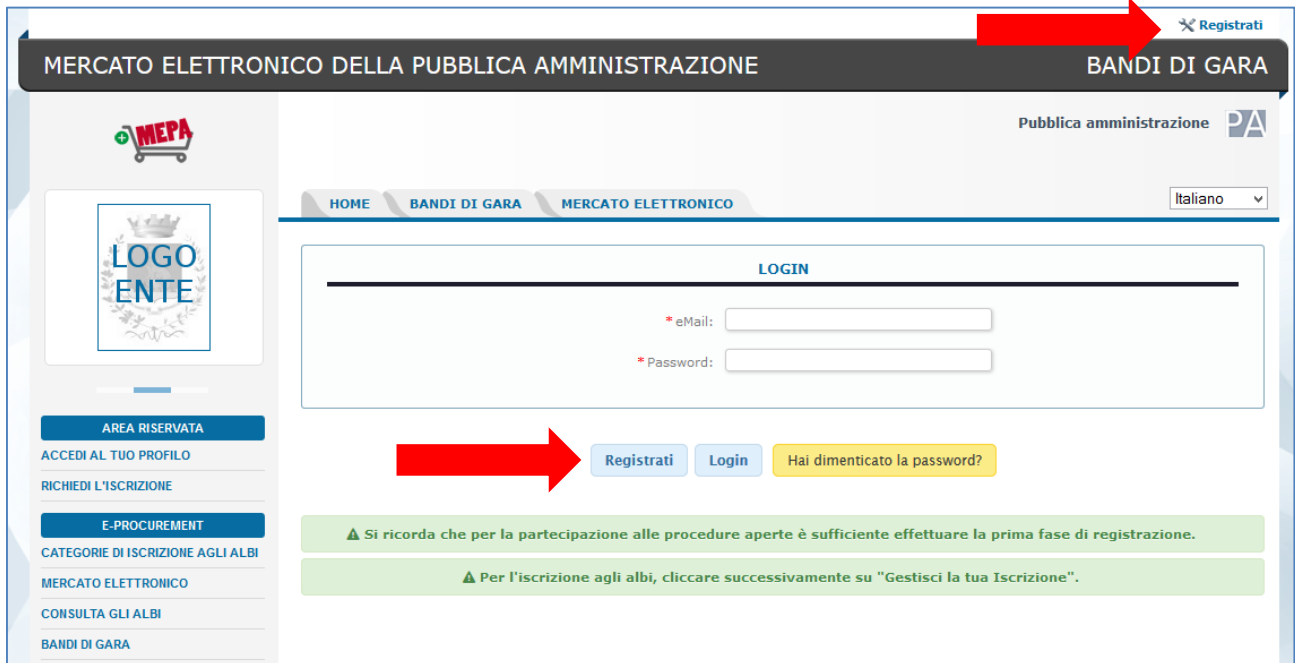 Registrati
MERCATO ELETTRONICO DELLA PUBBLICA AMMINISTRAZIONE
BANDI DI GARA
MEPA
Pubblica amministrazione PA
HOME
BANDI DI GARA
MERCATO ELETTRONICO
Italiano
LOGO
ENTE
LOGIN
* eMail:
* Password:
AREA RISERVATA
ACCEDI AL TUO PROFILO
RICHIEDI L'ISCRIZIONE
Registrati
Login
Hai dimenticato la password?
E-PROCUREMENT
CATEGORIE DI ISCRIZIONE AGLI ALBI
MERCATO ELETTRONICO
CONSULTA GLI ALBI
BANDI DI GARA
Si ricorda che per la partecipazione alle procedure aperte è sufficiente effettuare la prima fase di registrazione.
Per l'iscrizione agli albi, cliccare successivamente su "Gestisci la tua Iscrizione".